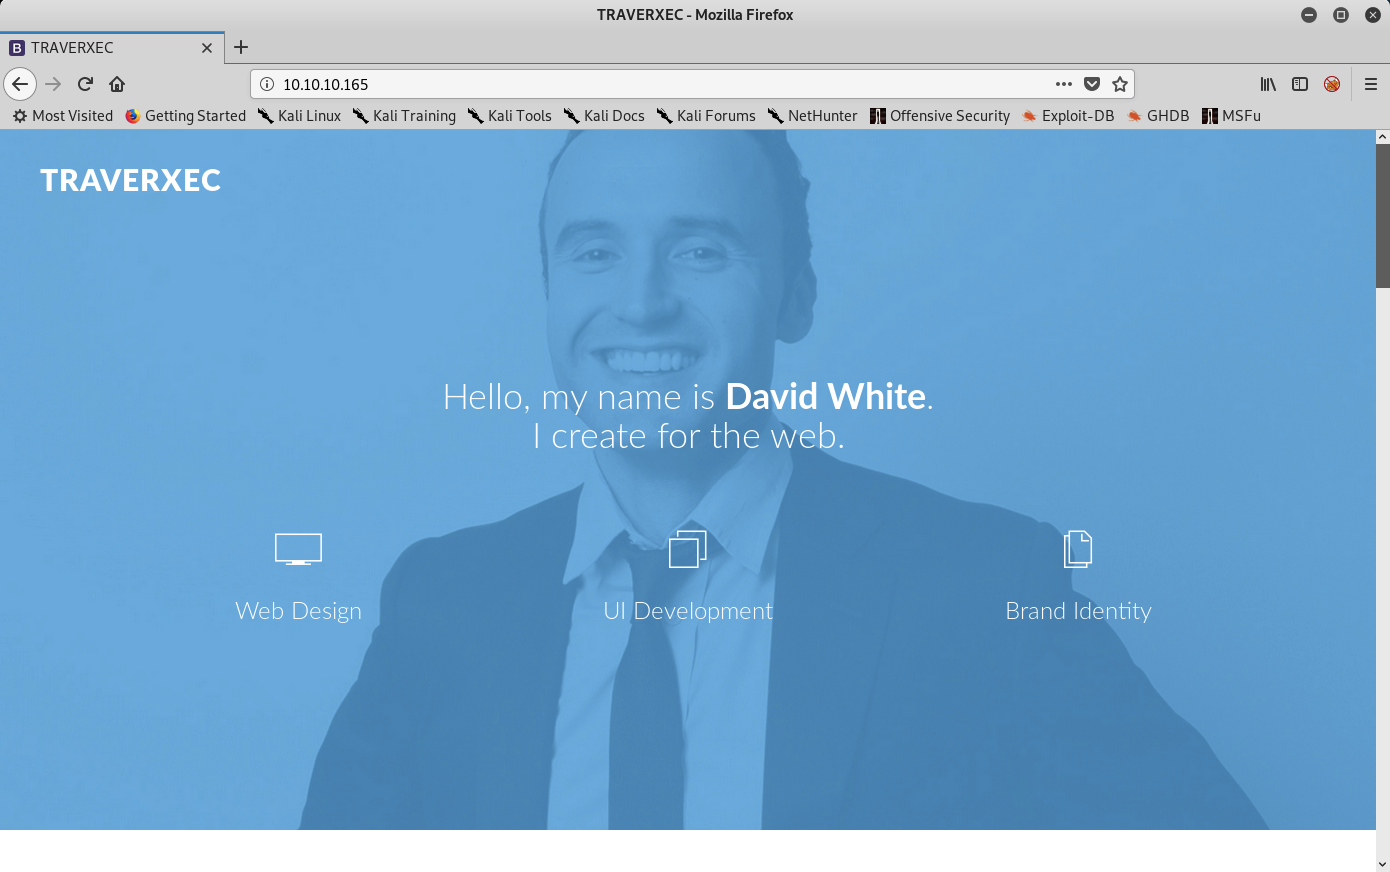 TRAVERXEC - Mozilla Firefox
TRAVERXEC
10.10.10.165
Most Visited Getting Started Kali Linux Kali Training Kali Tools Kali Docs Kali Forums NetHunter Offensive Security Exploit-DB GHDB MSFu
TRAVERXEC
Hello, my name is David White.
I create for the web.
Web Design UI Development Brand Identity